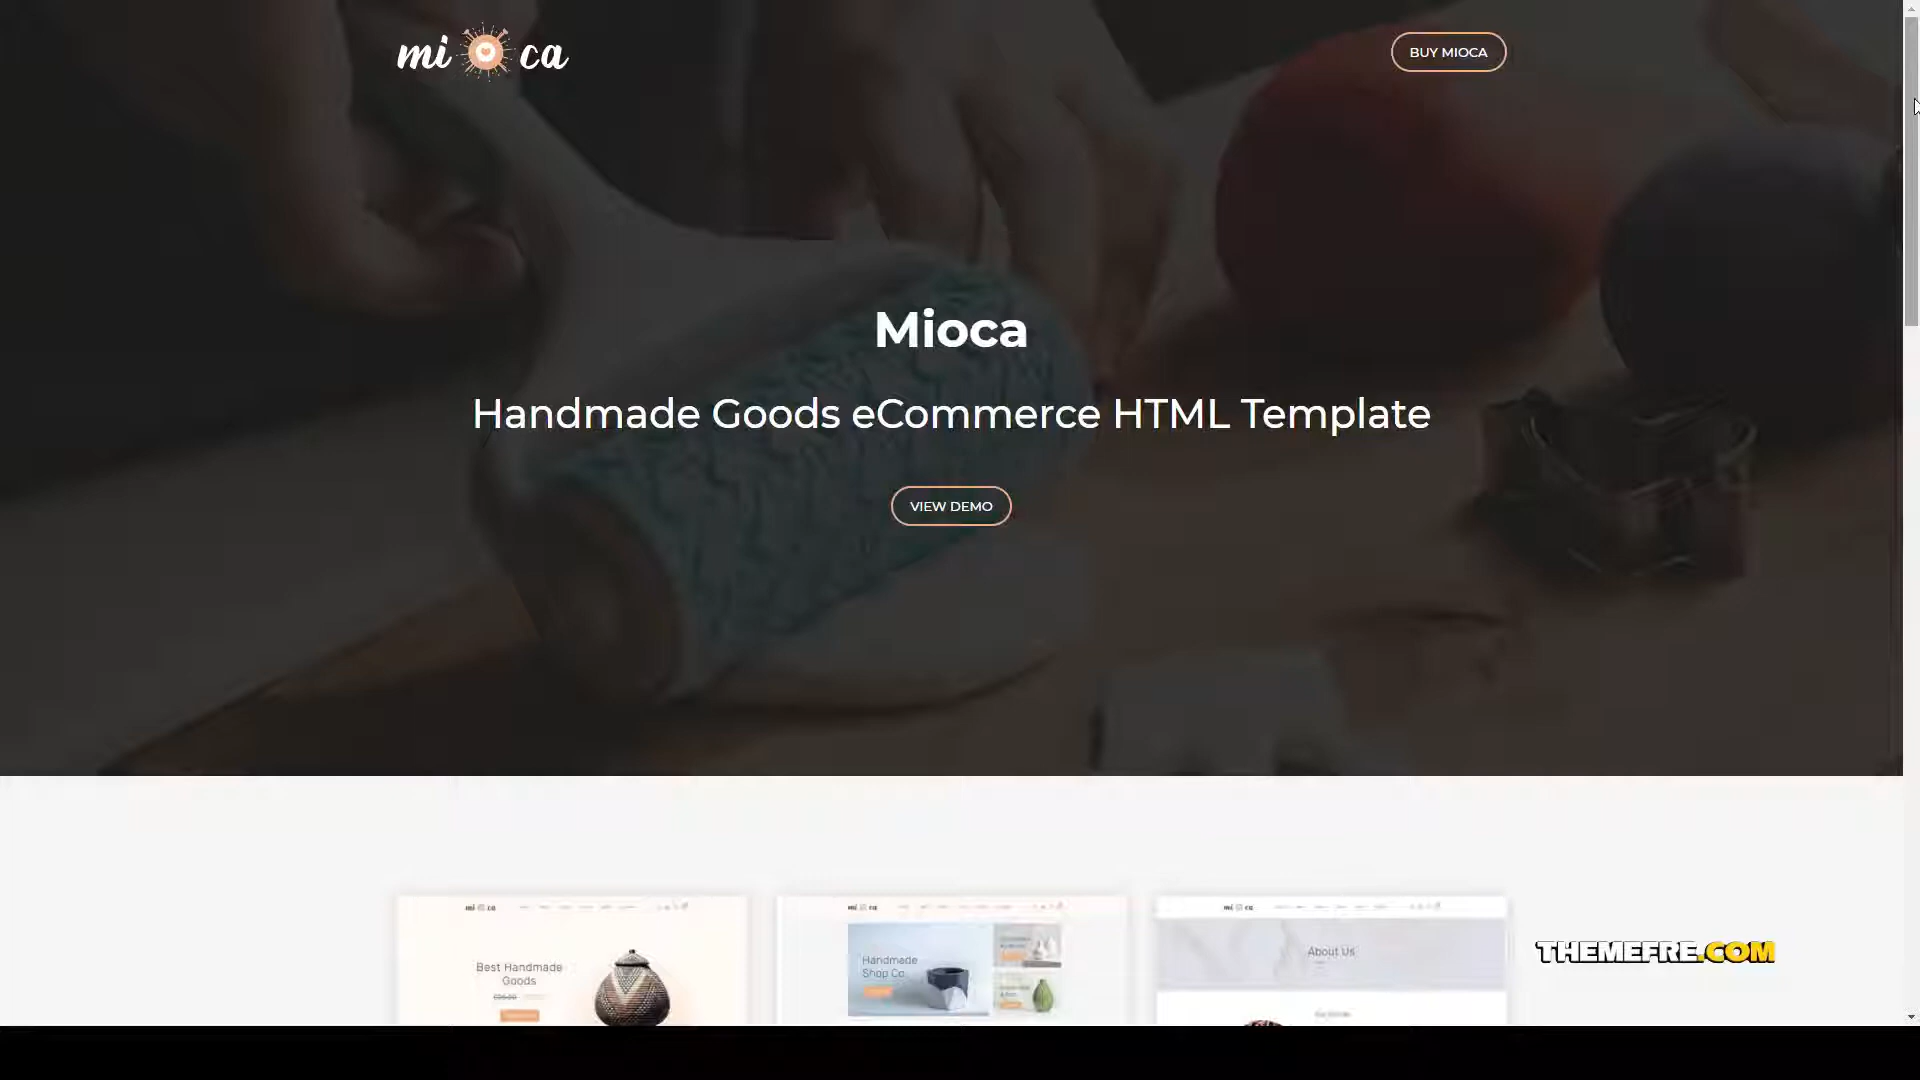 mi ca
BUY MIOCA
Mioca
Handmade Goods eCommerce HTML Template
VIEW DEMO
mi ca
mi ca
mi ca
Best Handmade
Goods
Handmade
Shop Co.
About Us
THEMEFRE.COM